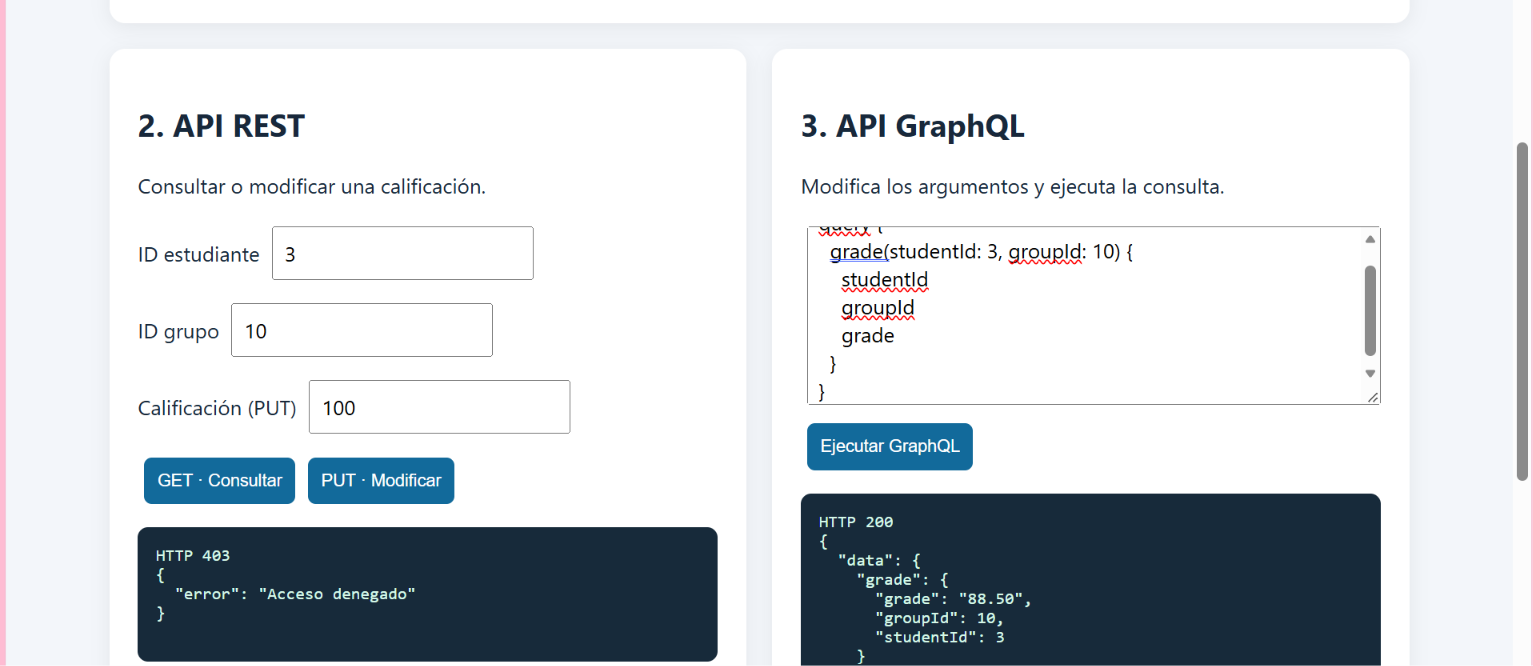 2. API REST
Consultar o modificar una calificación.
ID estudiante 3
ID grupo 10
Calificación (PUT) 100
GET · Consultar PUT · Modificar
HTTP 403
{
"error": "Acceso denegado"
}
3. API GraphQL
Modifica los argumentos y ejecuta la consulta.
query {
grade(studentId: 3, groupId: 10) {
studentId
groupId
grade
}
}
Ejecutar GraphQL
HTTP 200
{
"data": {
"grade": {
"grade": "88.50",
"groupId": 10,
"studentId": 3
}